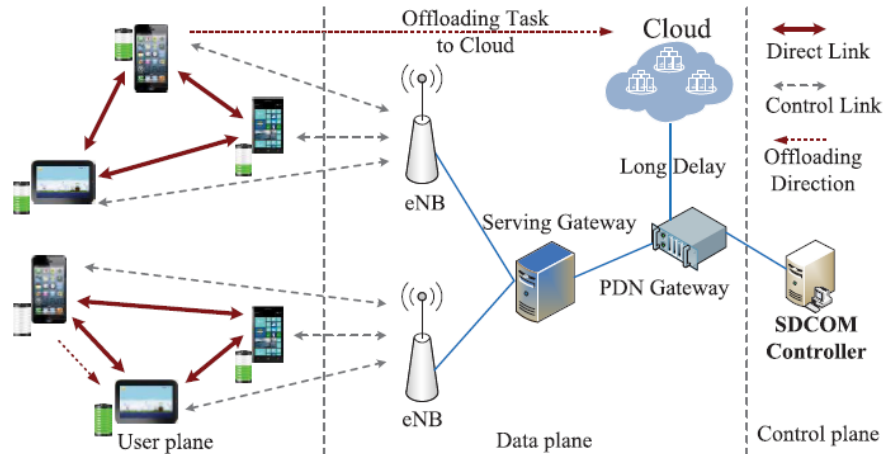 Offloading Task
to Cloud
Cloud
Direct Link
Control Link
Offloading
Direction
Long Delay
eNB
Serving Gateway
PDN Gateway
SDCOM
Controller
eNB
User plane
Data plane
Control plane